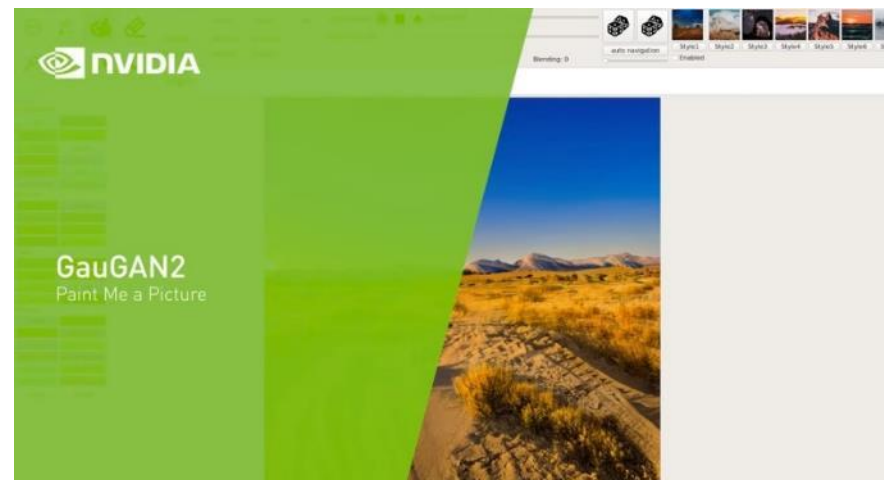 NVIDIA
GauGAN2
Paint Me a Picture
Blending: 0
auto navigation
Style1 Style2 Style3 Style4 Style5 Style6
Enabled